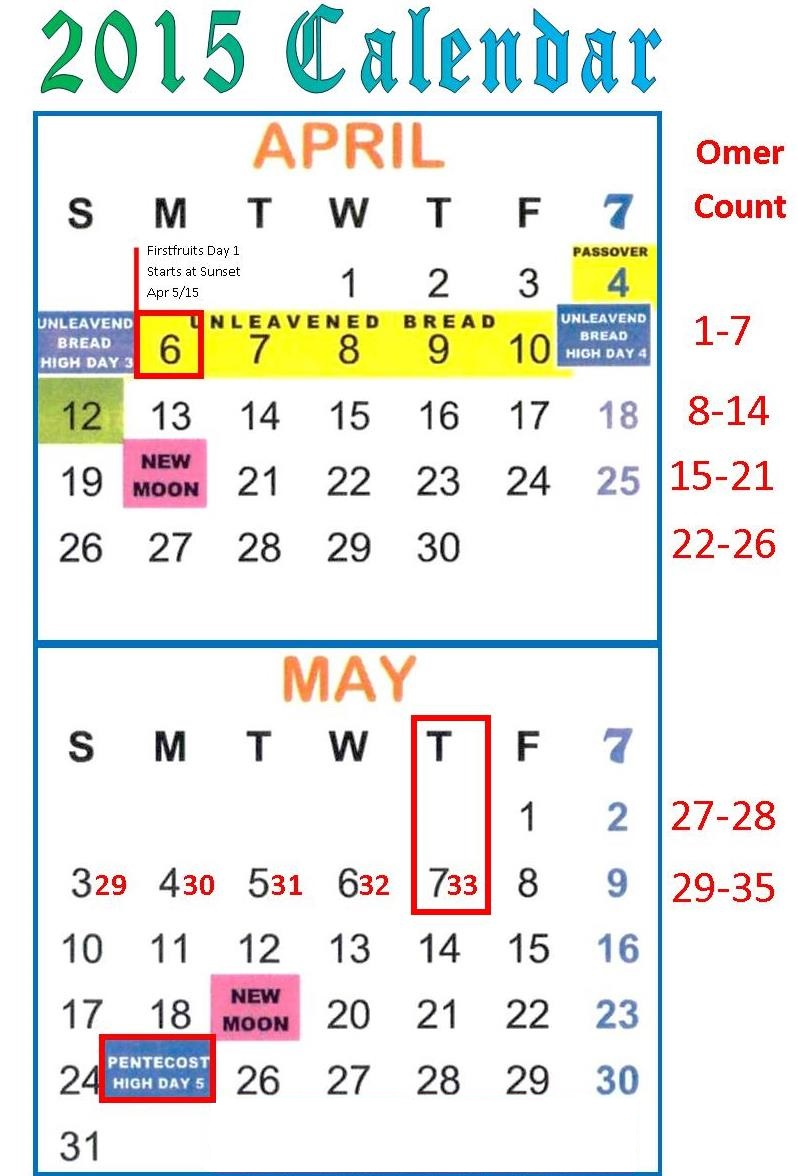 2015 Calendar
APRIL
Omer
Count
S M T W T F 7
Firstfruits Day 1
Starts at Sunset
Apr 5/15
PASSOVER
1 2 3 4
UNLEAVEND
BREAD
HIGH DAY 3
UNLEAVENED BREAD
6 7 8 9 10
UNLEAVEND
BREAD
HIGH DAY 4
1-7
12 13 14 15 16 17 18 8-14
19 NEW
MOON
21 22 23 24 25 15-21
26 27 28 29 30 22-26
MAY
S M T W T F 7
1 2 27-28
3 29 4 30 5 31 6 32 7 33 8 9 29-35
10 11 12 13 14 15 16
17 18 NEW
MOON
20 21 22 23
24 PENTECOST
HIGH DAY 5
26 27 28 29 30
31